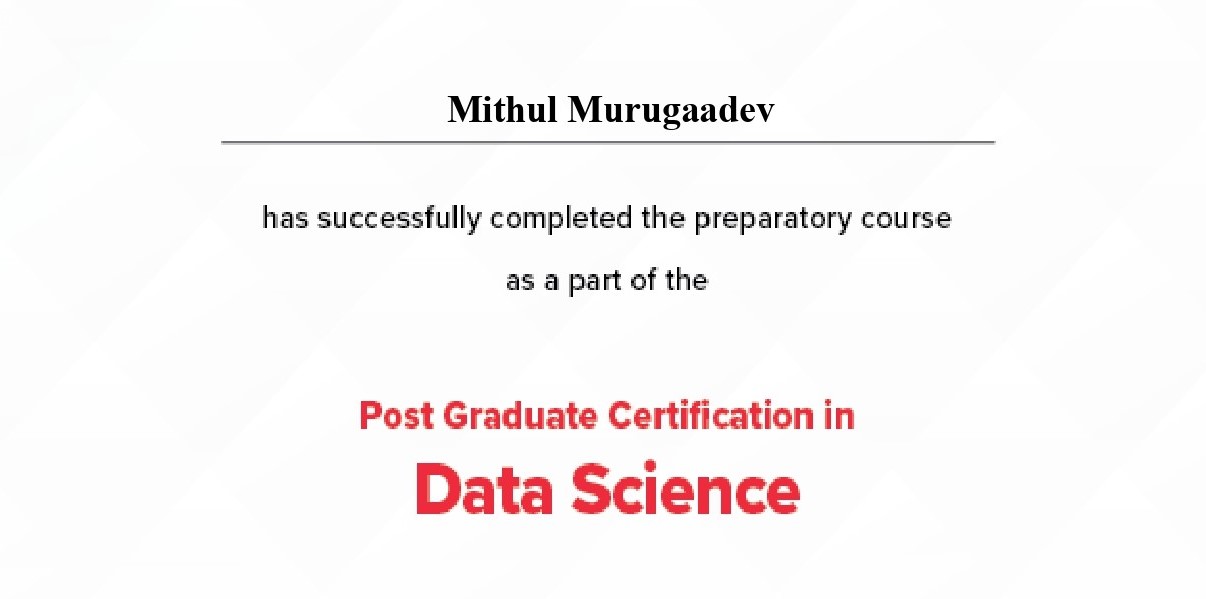 Mithul Murugaadev
has successfully completed the preparatory course
as a part of the
Post Graduate Certification in
Data Science